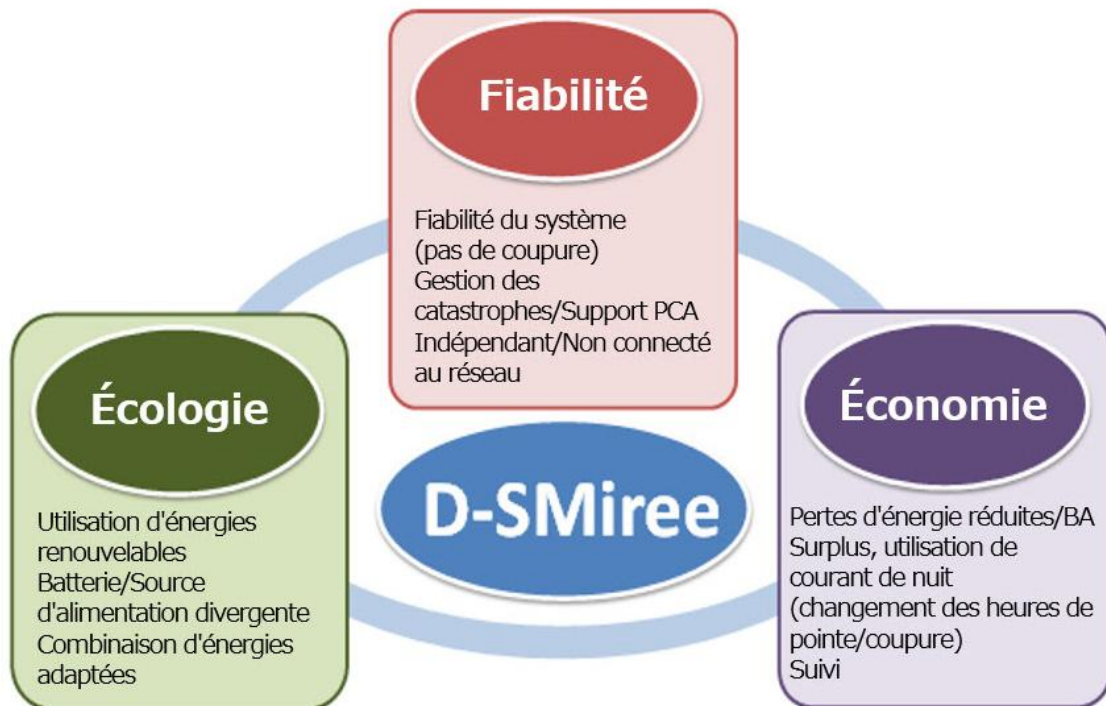 Fiabilité
Fiabilité du système
(pas de coupure)
Gestion des
catastrophes/Support PCA
Indépendant/Non connecté
au réseau
Écologie
Utilisation d'énergies
renouvelables
Batterie/Source
d'alimentation divergente
Combinaison d'énergies
adaptées
D-SMiree
Économie
Pertes d'énergie réduites/BA
Surplus, utilisation de
courant de nuit
(changement des heures de
pointe/coupure)
Suivi